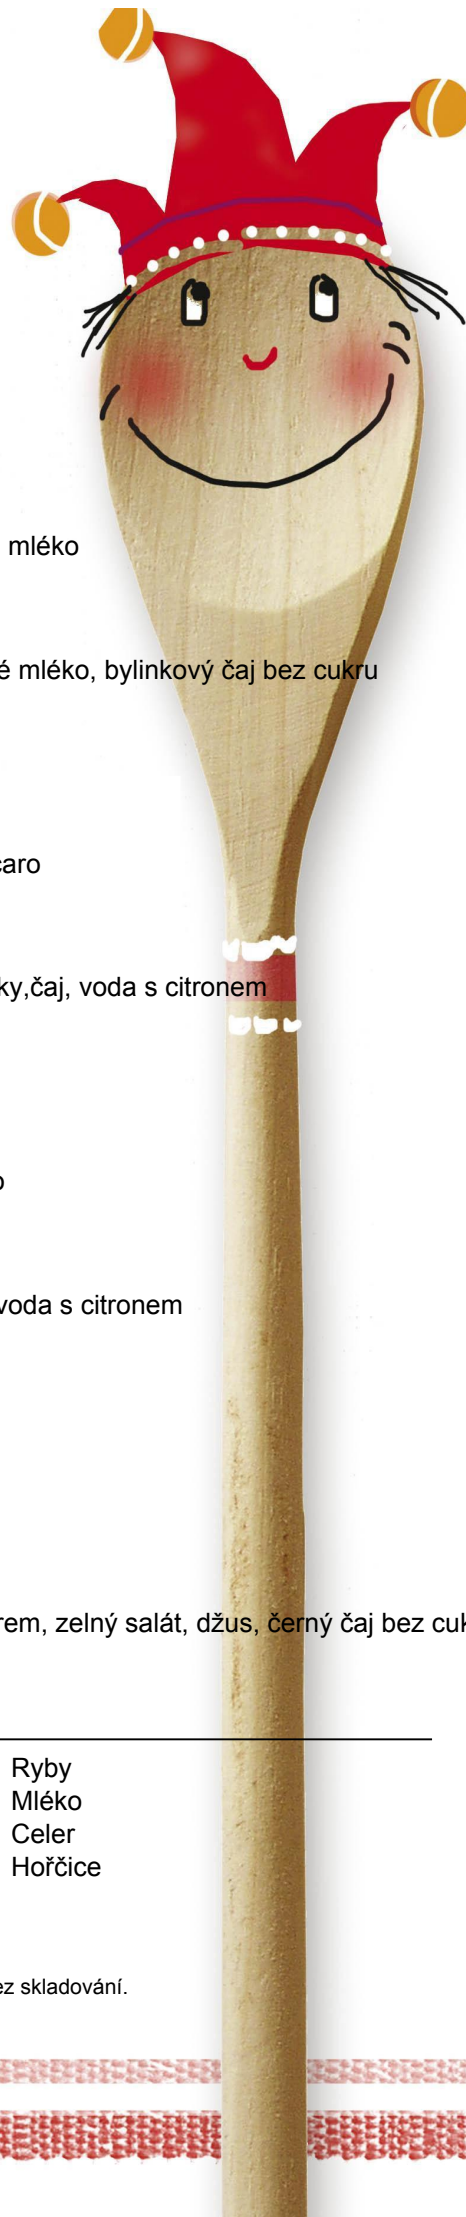 mléko
é mléko, bylinkový čaj bez cukru
caro
ky,čaj, voda s citronem
o
voda s citronem
rem, zelný salát, džus, černý čaj bez cuk
Ryby
Mléko
Celer
Hořčice
ez skladování.